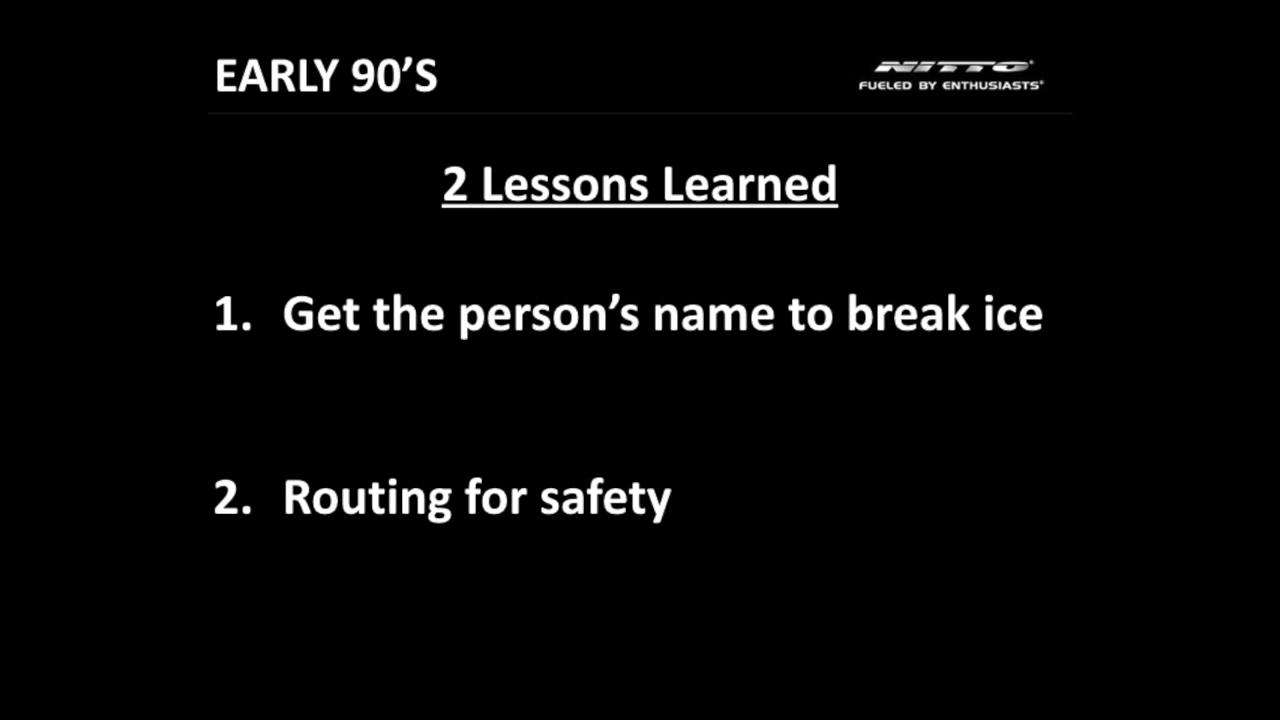 EARLY 90’S
NITTO®
FUELED BY ENTHUSIASTS®
2 Lessons Learned
1. Get the person’s name to break ice
2. Routing for safety